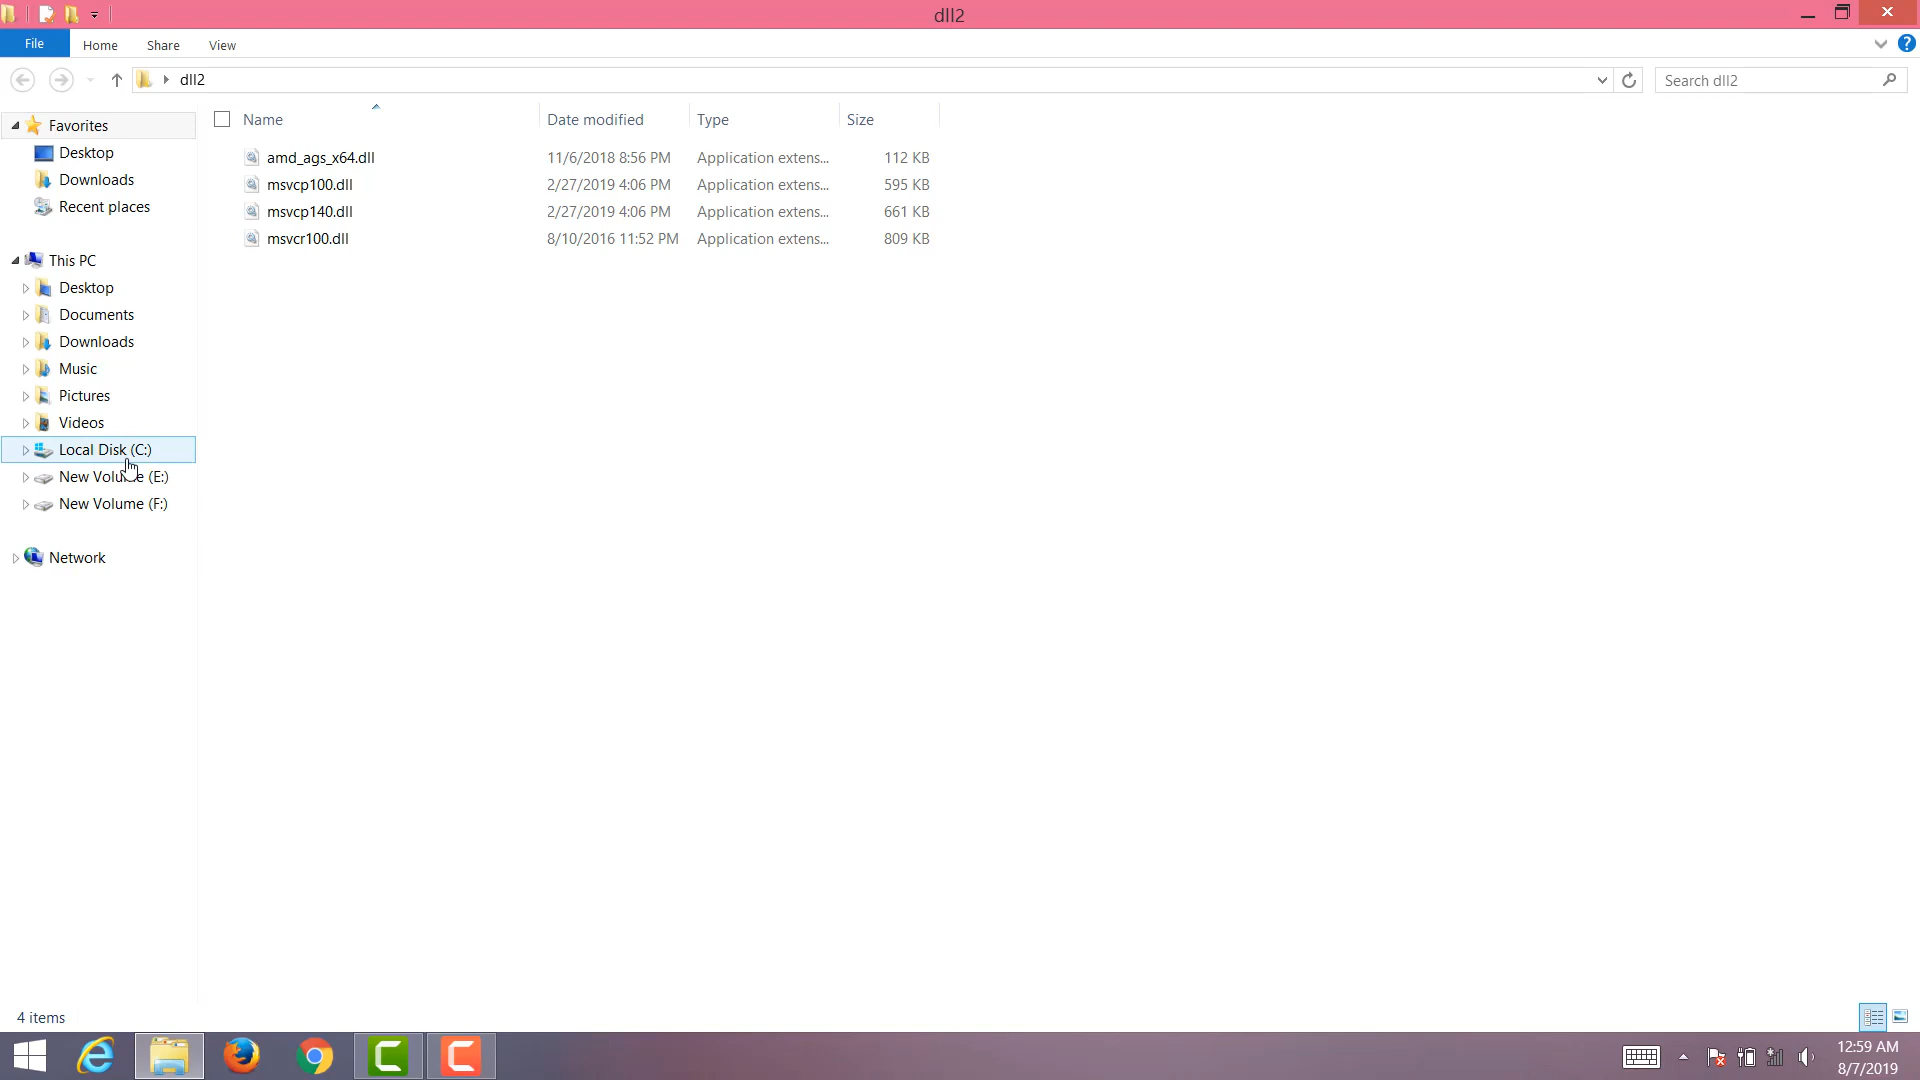 dll2
File Home Share View
dll2
Search dll2
Name Date modified Type Size
Favorites
Desktop
Downloads
Recent places
This PC
Desktop
Documents
Downloads
Music
Pictures
Videos
Local Disk (C:)
New Volume (E:)
New Volume (F:)
Network
amd_ags_x64.dll 11/6/2018 8:56 PM Application extens... 112 KB
msvcp100.dll 2/27/2019 4:06 PM Application extens... 595 KB
msvcp140.dll 2/27/2019 4:06 PM Application extens... 661 KB
msvcr100.dll 8/10/2016 11:52 PM Application extens... 809 KB
4 items
12:59 AM
8/7/2019